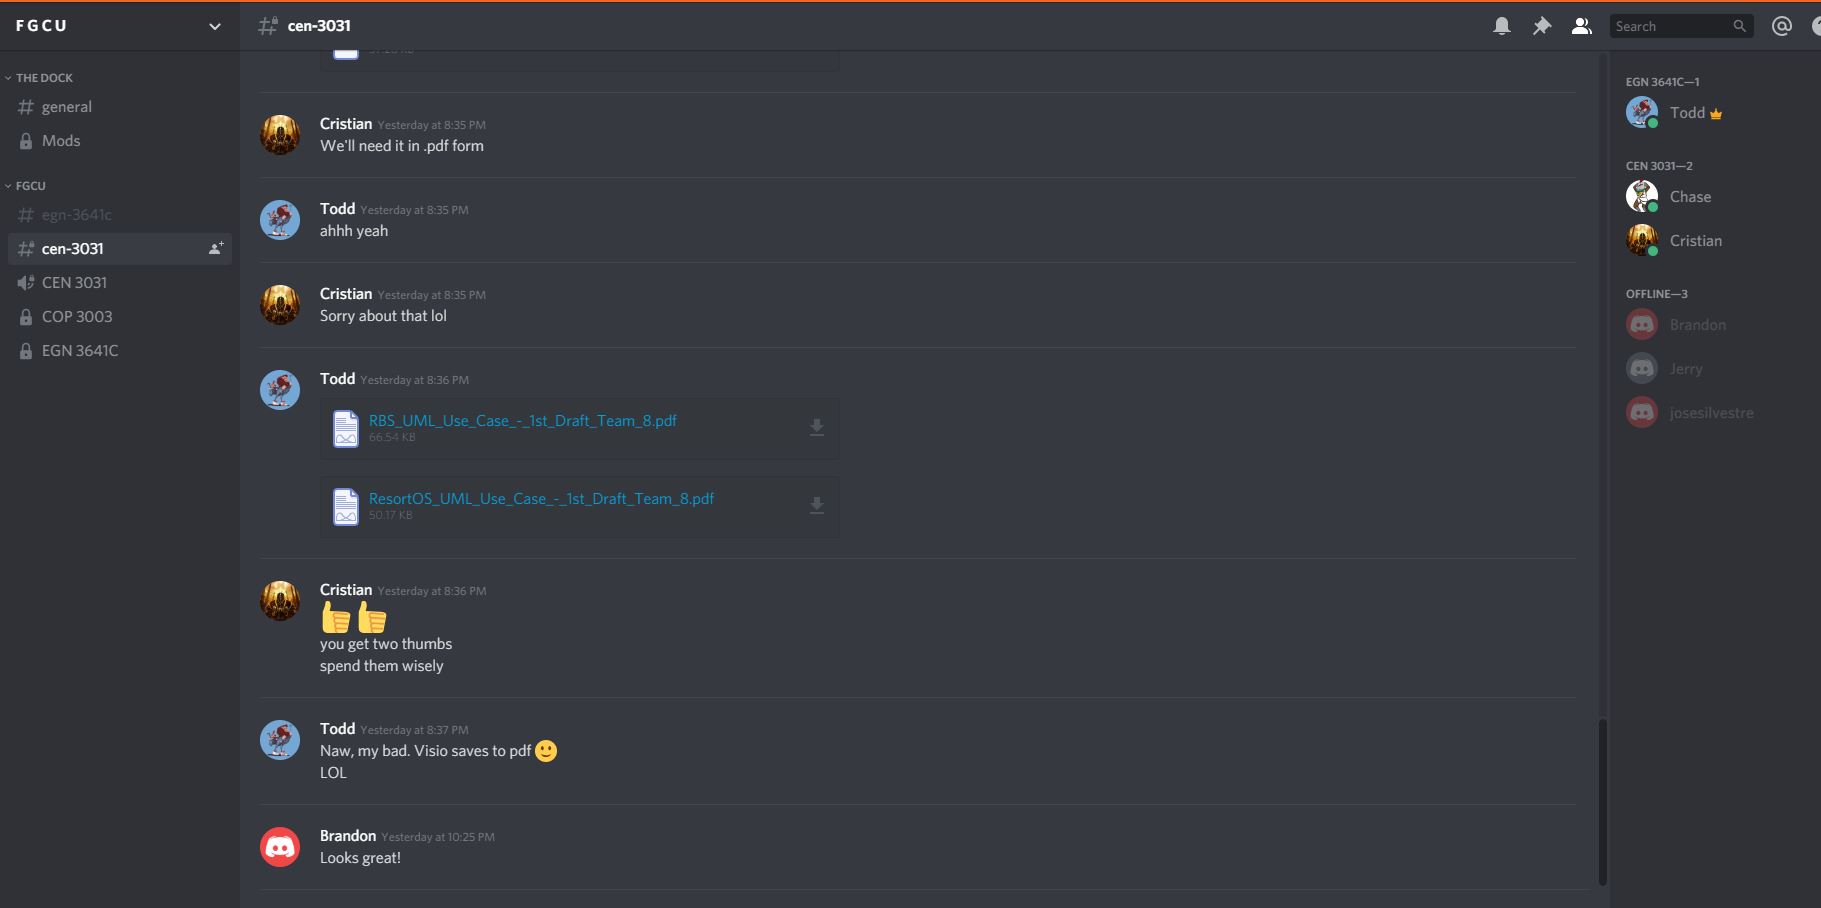 FGCU
cen-3031
Search
THE DOCK
general
Mods
FGCU
egn-3641c
cen-3031
CEN 3031
COP 3003
EGN 3641C
Cristian Yesterday at 8:35 PM
We'll need it in .pdf form
Todd Yesterday at 8:35 PM
ahhh yeah
Cristian Yesterday at 8:35 PM
Sorry about that lol
Todd Yesterday at 8:36 PM
RBS_UML_Use_Case_-_1st_Draft_Team_8.pdf
66.54 KB
ResortOS_UML_Use_Case_-_1st_Draft_Team_8.pdf
50.17 KB
Cristian Yesterday at 8:36 PM
you get two thumbs
spend them wisely
Todd Yesterday at 8:37 PM
Naw, my bad. Visio saves to pdf
LOL
Brandon Yesterday at 10:25 PM
Looks great!
EGN 3641C—1
Todd
CEN 3031—2
Chase
Cristian
OFFLINE—3
Brandon
Jerry
josesilvestre